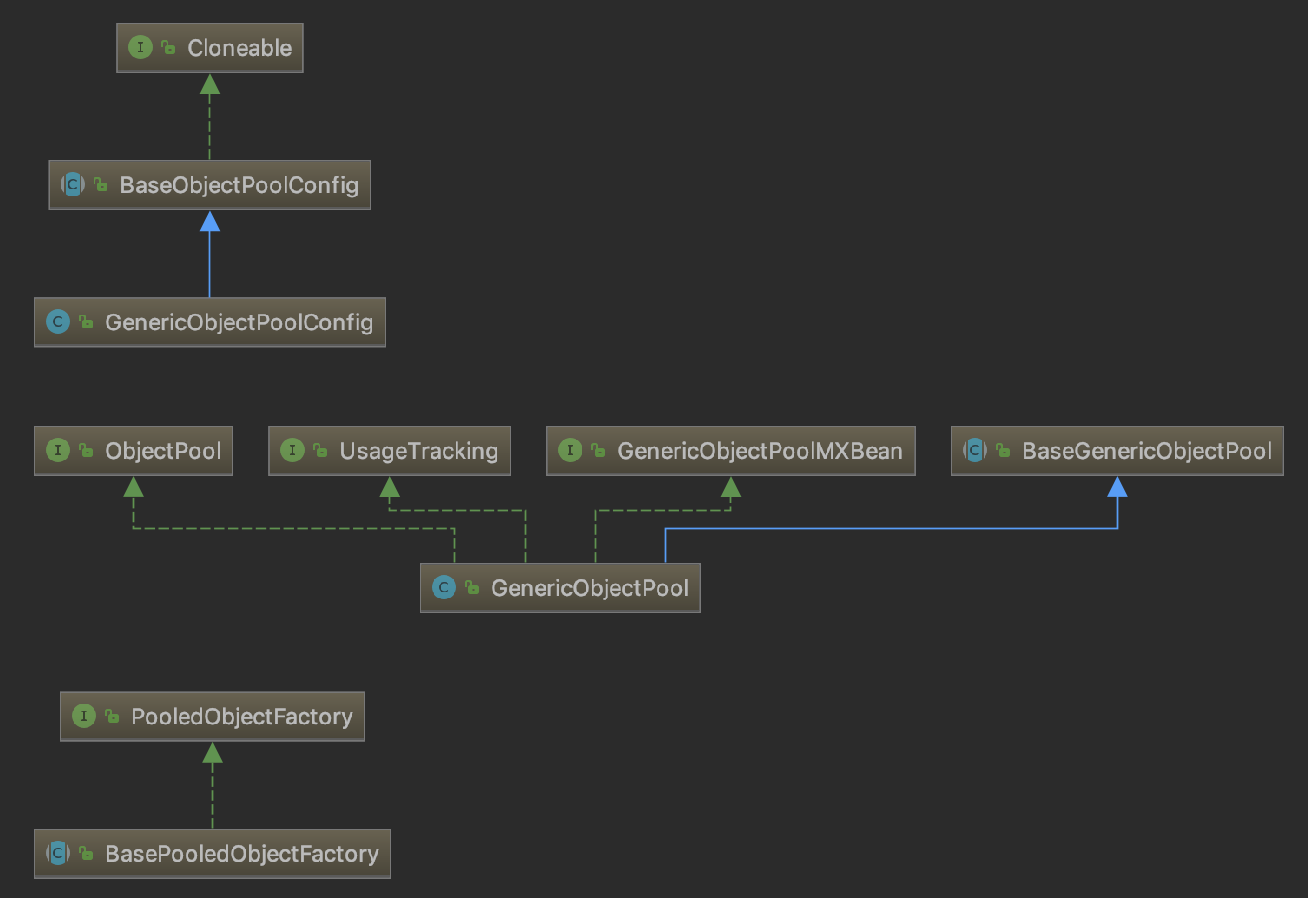 I Cloneable
C BaseObjectPoolConfig
C GenericObjectPoolConfig
I ObjectPool
I UsageTracking
I GenericObjectPoolMXBean
C BaseGenericObjectPool
C GenericObjectPool
I PooledObjectFactory
C BasePooledObjectFactory